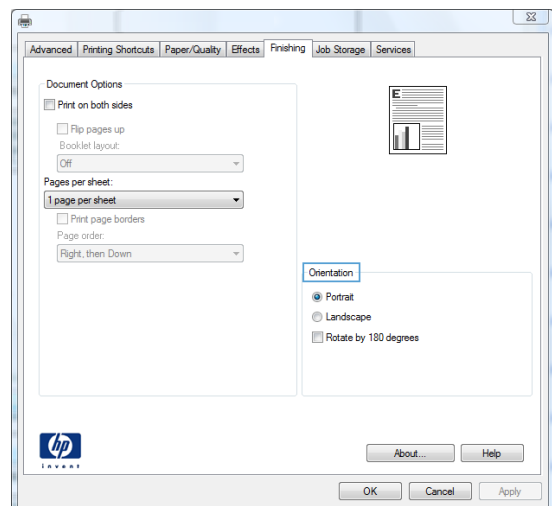 Advanced Printing Shortcuts Paper/Quality Effects Finishing Job Storage Services
Document Options
Print on both sides
Flip pages up
Booklet layout:
Off
Pages per sheet:
1 page per sheet
Print page borders
Page order:
Right, then Down
E
Orientation
Portrait
Landscape
Rotate by 180 degrees
hp
invent
About... Help
OK Cancel Apply